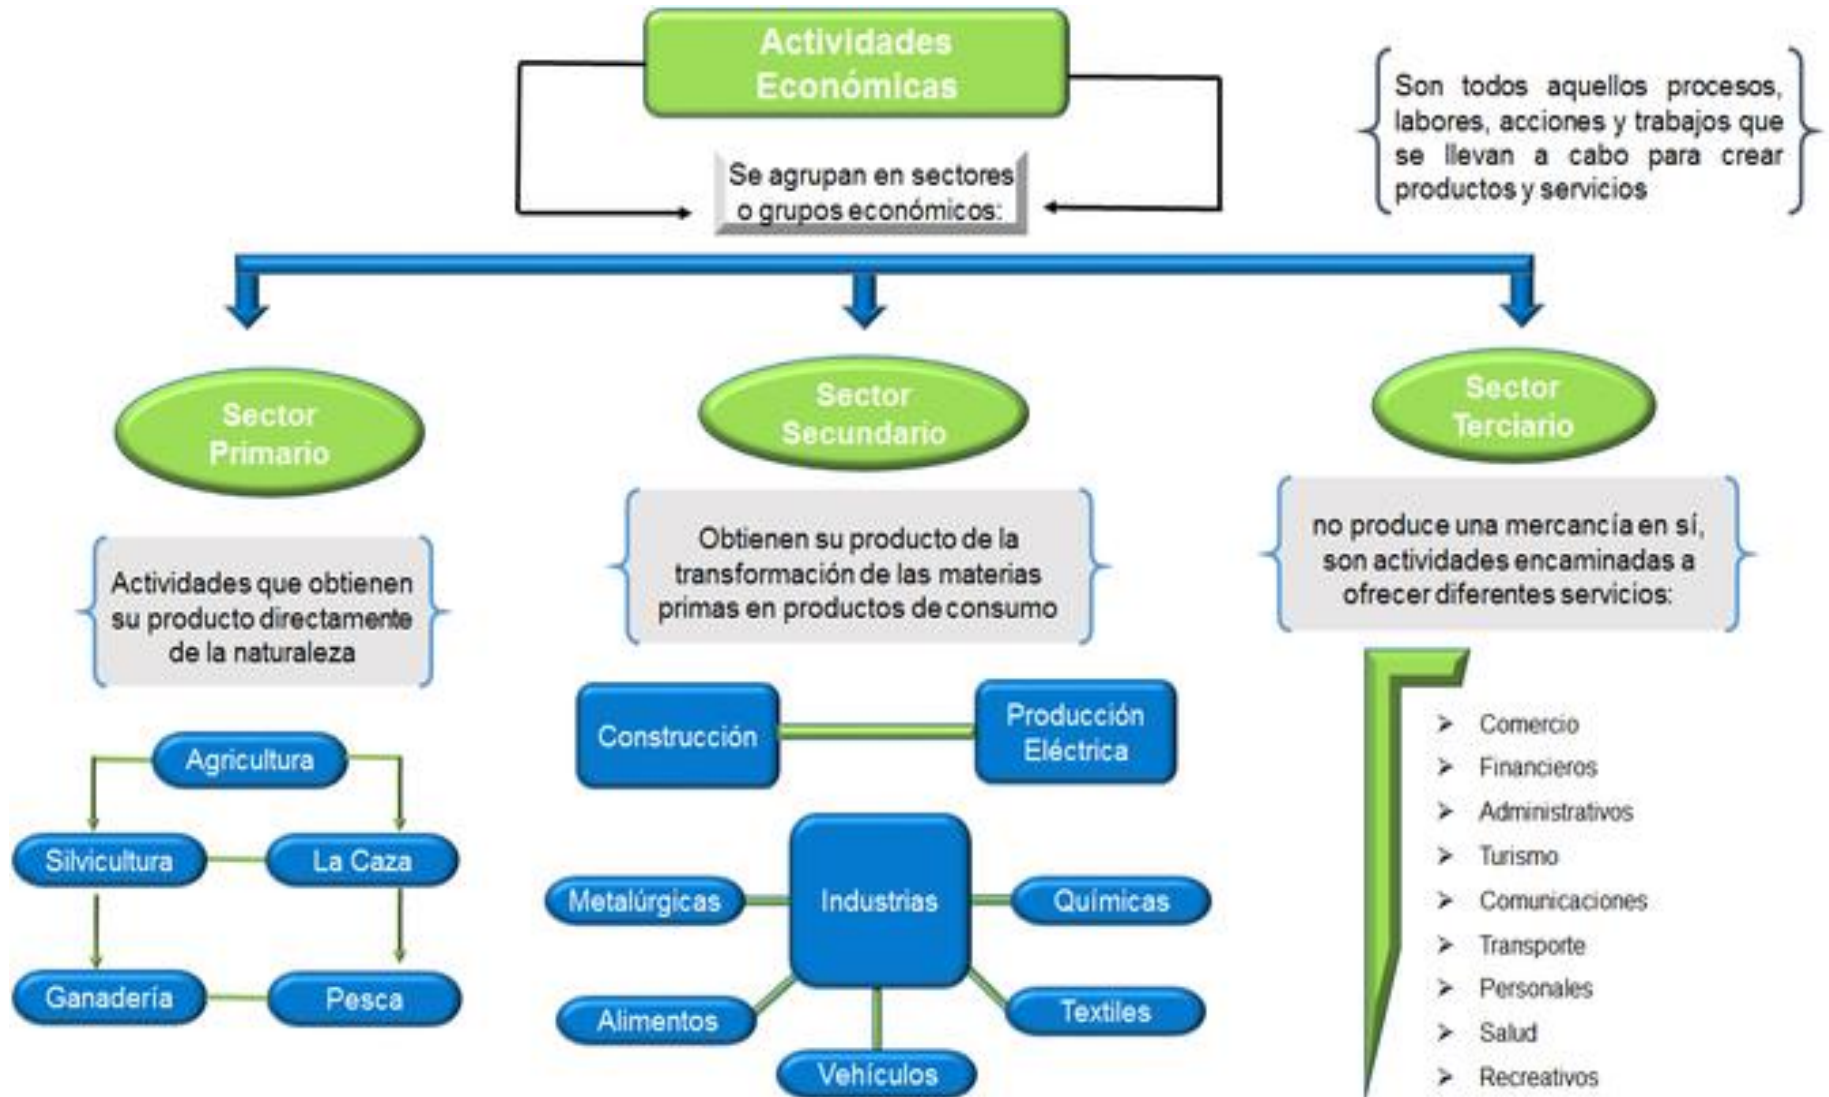 Actividades
Económicas
Son todos aquellos procesos,
labores, acciones y trabajos que
se llevan a cabo para crear
productos y servicios
Se agrupan en sectores
o grupos económicos:
Sector
Primario
Actividades que obtienen
su producto directamente
de la naturaleza
Agricultura
Silvicultura
La Caza
Ganadería
Pesca
Sector
Secundario
Obtienen su producto de la
transformación de las materias
primas en productos de consumo
Construcción
Producción
Eléctrica
Industrias
Metalúrgicas
Químicas
Alimentos
Textiles
Vehículos
Sector
Terciario
no produce una mercancía en sí,
son actividades encaminadas a
ofrecer diferentes servicios:
➢ Comercio
➢ Financieros
➢ Administrativos
➢ Turismo
➢ Comunicaciones
➢ Transporte
➢ Personales
➢ Salud
➢ Recreativos